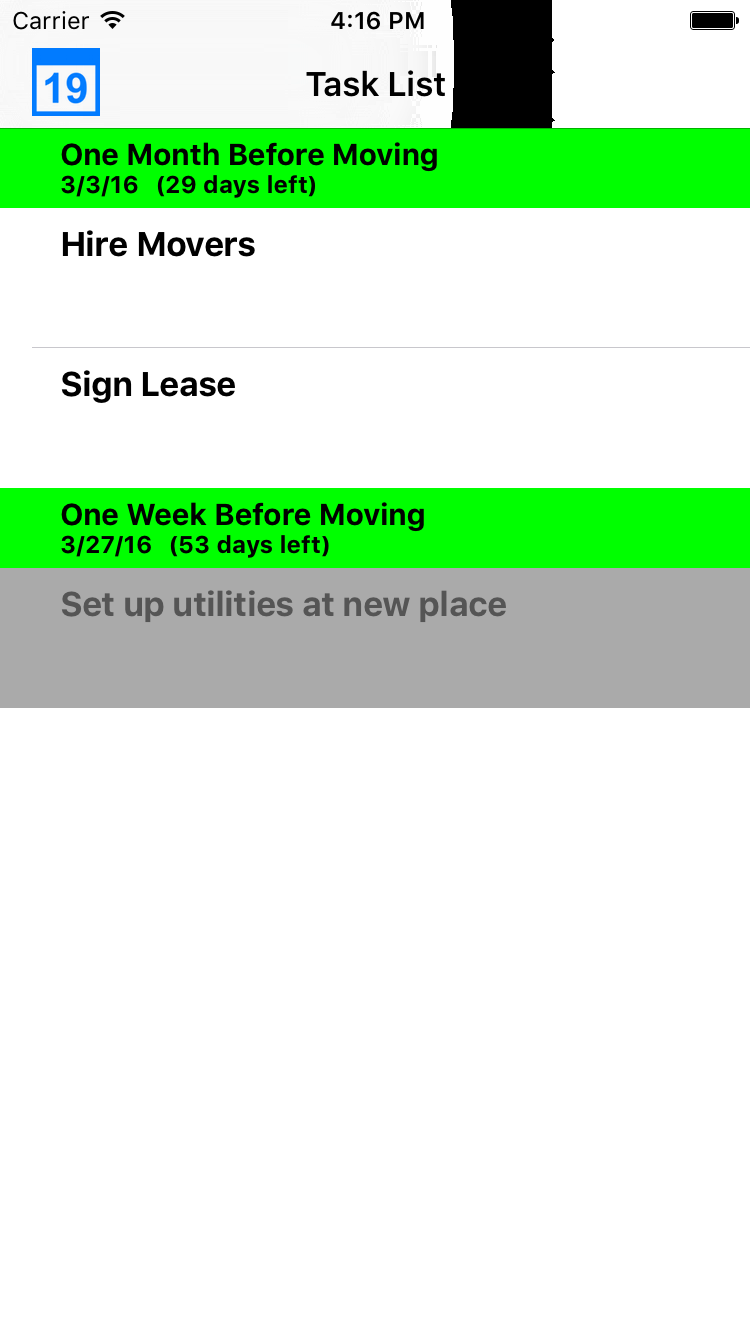 Carrier 4:16 PM
19 Task List
One Month Before Moving
3/3/16 (29 days left)
Hire Movers
Sign Lease
One Week Before Moving
3/27/16 (53 days left)
Set up utilities at new place